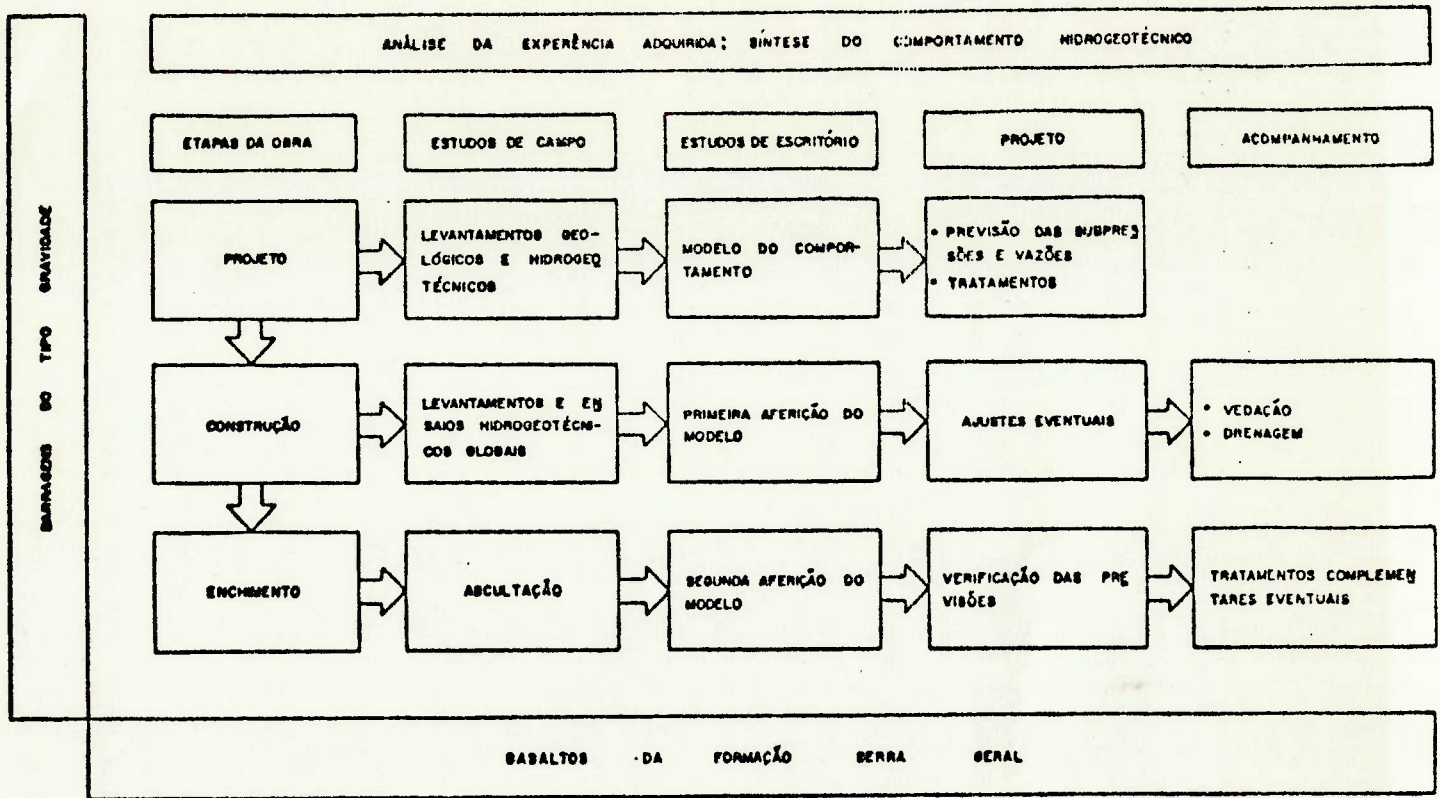 ANÁLISE DA EXPERÊNCIA ADQUIRIDA; SÍNTESE DO COMPORTAMENTO HIDROGEOTÉCNICO
ETAPAS DA OBRA
ESTUDOS DE CAMPO
ESTUDOS DE ESCRITÓRIO
PROJETO
ACOMPANHAMENTO
BARRAGENS DO TIPO GRAVIDADE
PROJETO
LEVANTAMENTOS GEO-
LÓGICOS E HIDROGEO
TÉCNICOS
MODELO DO COMPOR-
TAMENTO
• PREVISÃO DAS SUBPRES
SÕES E VAZÕES
• TRATAMENTOS
CONSTRUÇÃO
LEVANTAMENTOS E EN
SAIOS HIDROGEOTÉCNI
COS GLOBAIS
PRIMEIRA AFERIÇÃO DO
MODELO
AJUSTES EVENTUAIS
• VEDAÇÃO
• DRENAGEM
ENCHIMENTO
ABCULTAÇÃO
SEGUNDA AFERIÇÃO DO
MODELO
VERIFICAÇÃO DAS PRE
VISÕES
TRATAMENTOS COMPLEMEN
TARES EVENTUAIS
BASALTOS DA FORMAÇÃO SERRA GERAL